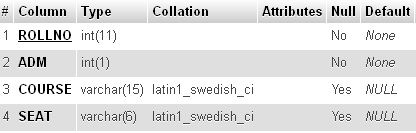 # Column Type Collation Attributes Null Default
1 ROLLNO int(11) No None
2 ADM int(1) No None
3 COURSE varchar(15) latin1_swedish_ci Yes NULL
4 SEAT varchar(6) latin1_swedish_ci Yes NULL